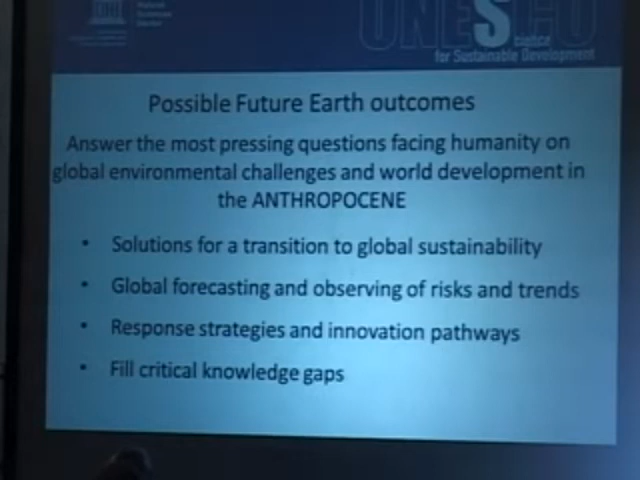 UNESCO
Science
for Sustainable Development
Possible Future Earth outcomes
Answer the most pressing questions facing humanity on
global environmental challenges and world development in
the ANTHROPOCENE
• Solutions for a transition to global sustainability
• Global forecasting and observing of risks and trends
• Response strategies and innovation pathways
• Fill critical knowledge gaps